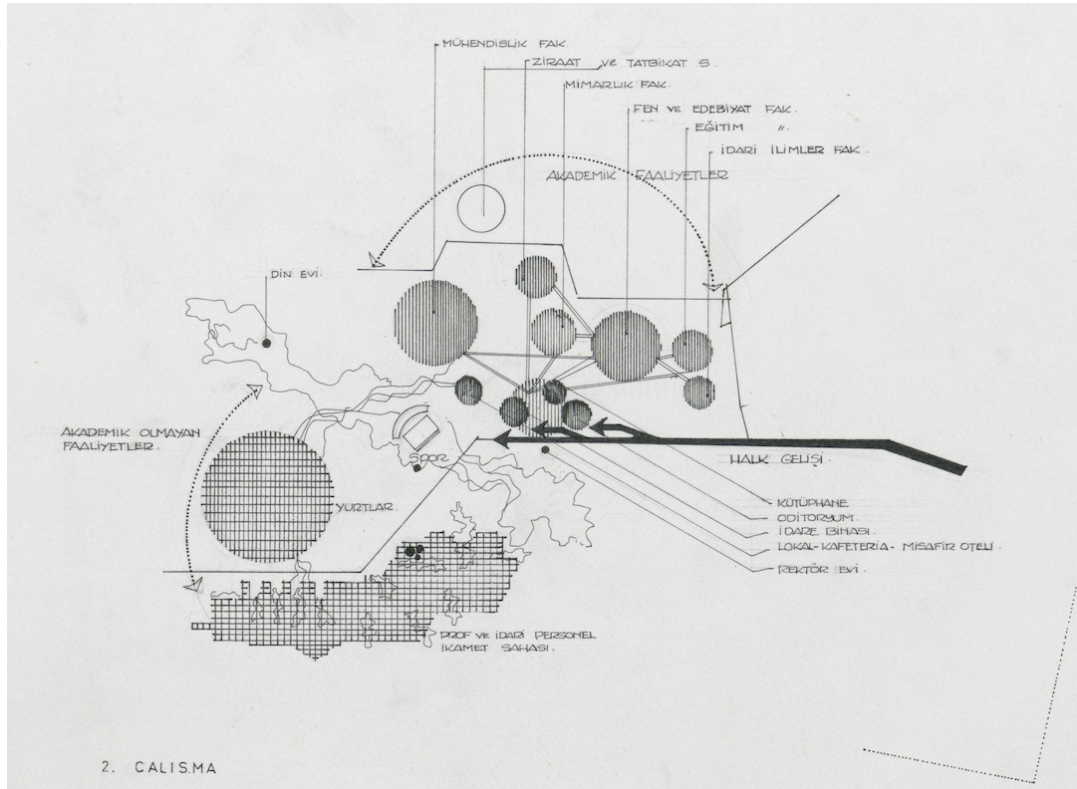 MÜHENDİSLİK FAK.
ZİRAAT ve TATBİKAT S.
MİMARLIK FAK.
FEN VE EDEBİYAT FAK.
EĞİTİM ".
İDARİ İLİMLER FAK.
AKADEMİK FAALİYETLER
DİN EVİ.
AKADEMİK OLMAYAN
FAALİYETLER.
SPOR
HALK GELİŞİ.
YURTLAR.
KÜTÜPHANE
ODİTORYUM.
İDARE BİNASI.
LOKAL-KAFETERİA-MİSAFİR OTELİ.
REKTÖR EVİ.
PROF VE İDARİ PERSONEL
İKAMET SAHASI.
2. CALIS.MA